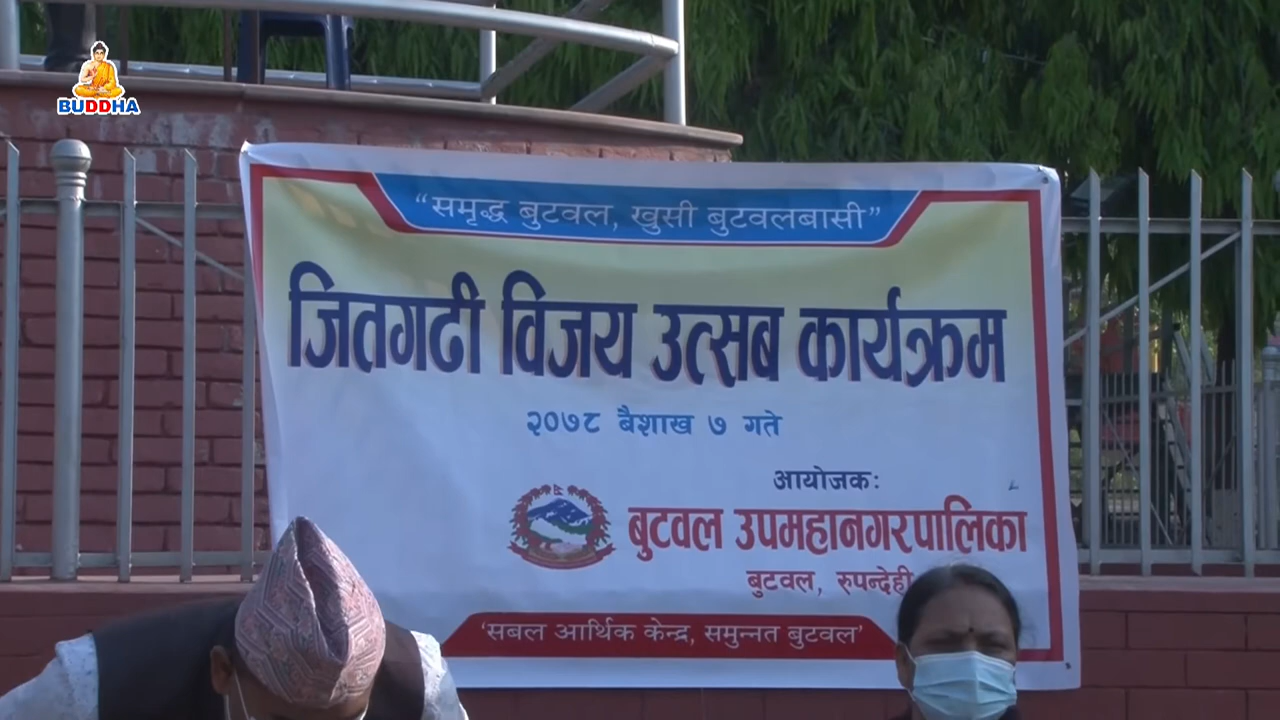 BUDDHA
“समृद्ध बुटवल, खुसी बुटवलबासी”
जितगढी विजय उत्सब कार्यक्रम
२०७८ बैशाख ७ गते
आयोजक:
बुटवल उपमहानगरपालिका
बुटवल, रुपन्देही
‘सबल आर्थिक केन्द्र, समुन्नत बुटवल’